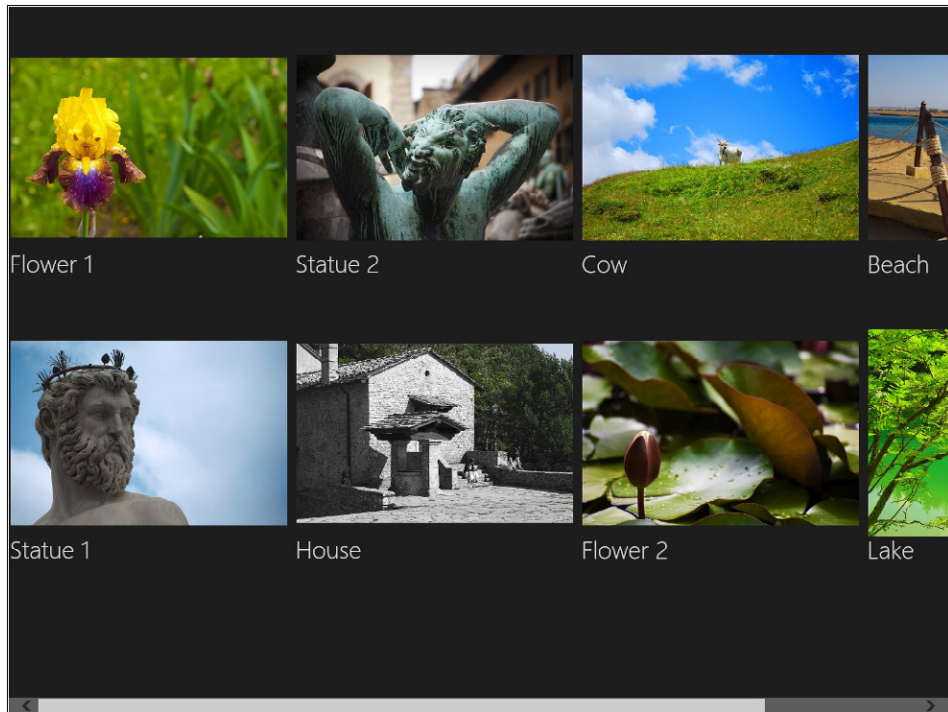 Flower 1
Statue 2
Cow
Beach
Statue 1
House
Flower 2
Lake